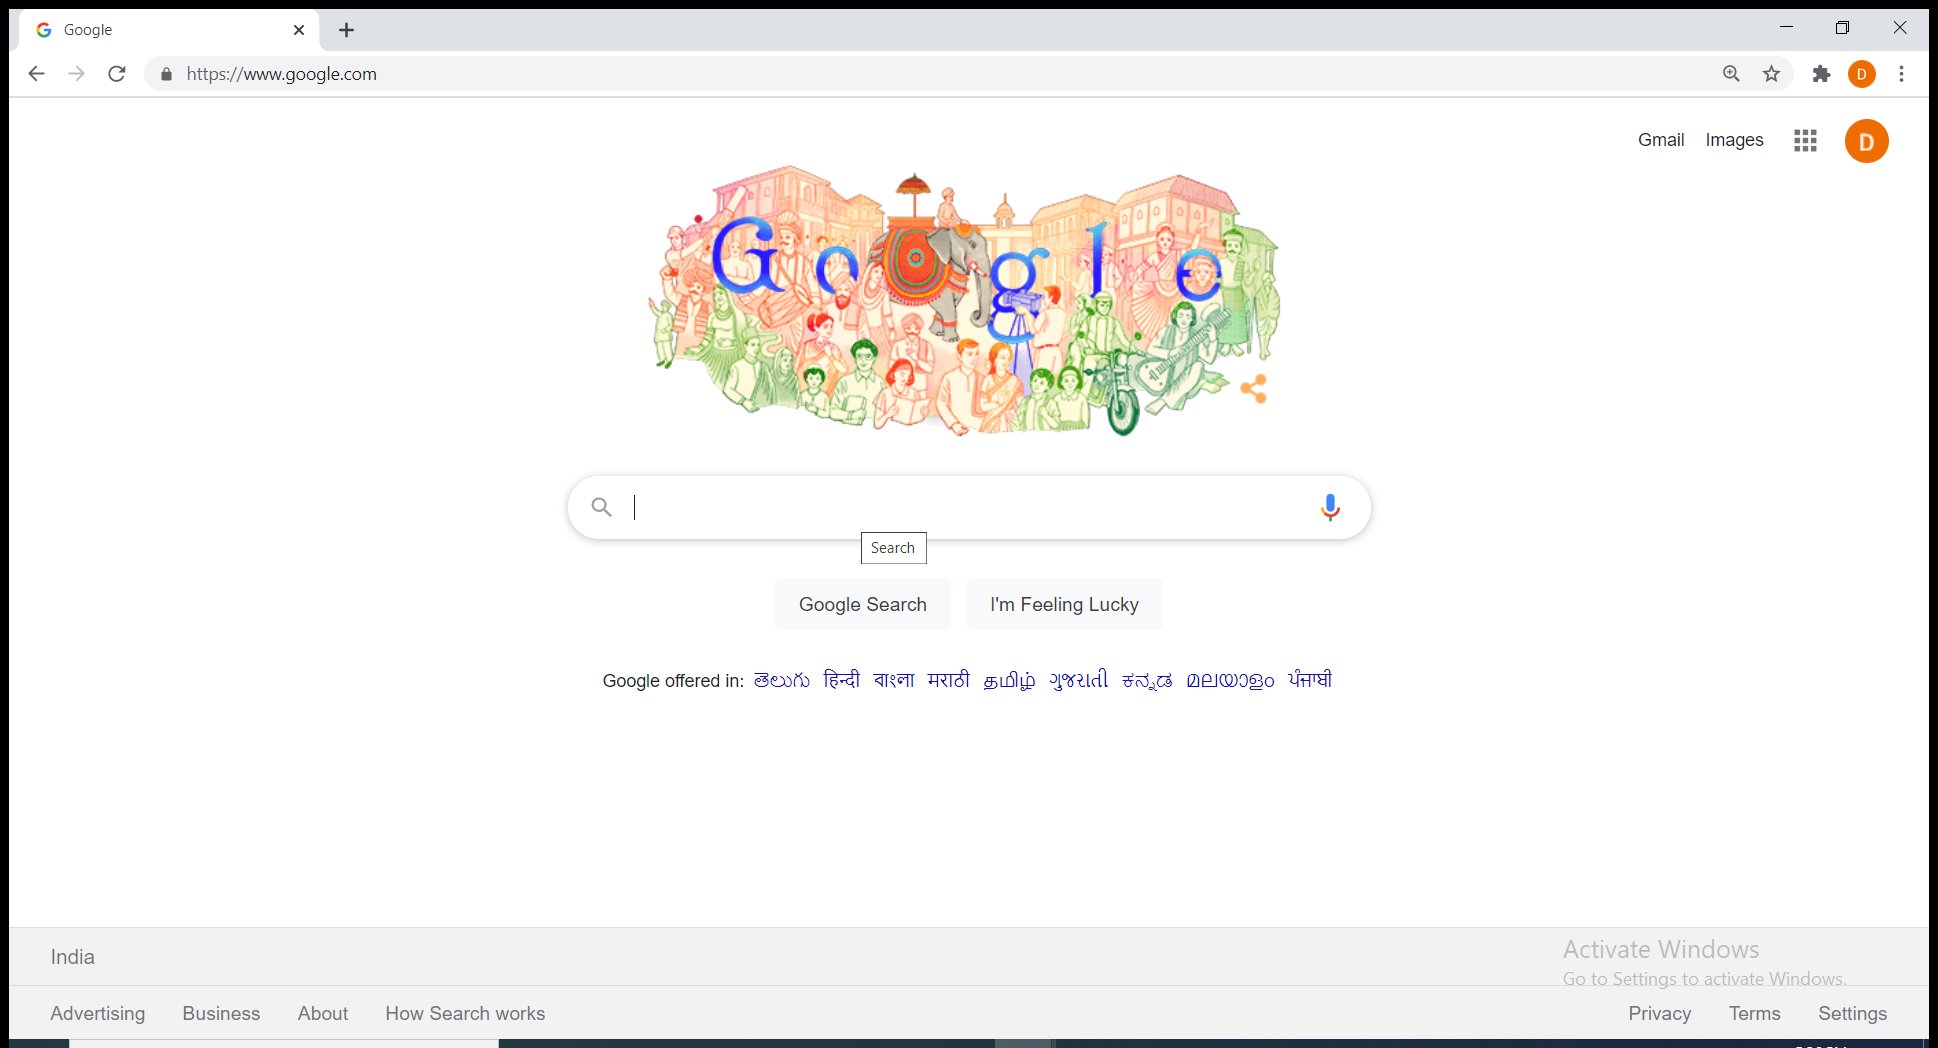 Google
https://www.google.com
D
Gmail Images
D
Google
Search
Google Search I'm Feeling Lucky
Google offered in: తెలుగు हिन्दी বাংলা मराठी தமிழ் ગુજરાતી ಕನ್ನಡ മലയാളം ਪੰਜਾਬੀ
India
Activate Windows
Go to Settings to activate Windows.
Advertising Business About How Search works Privacy Terms Settings